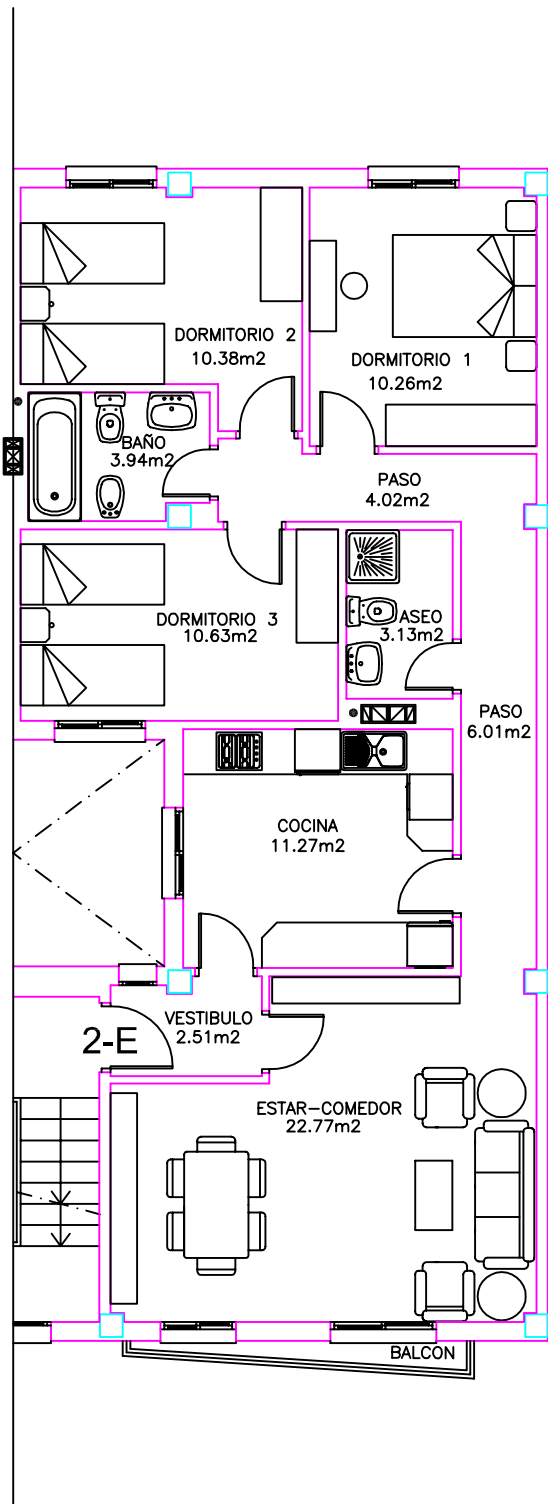 DORMITORIO 2
10.38m2
DORMITORIO 1
10.26m2
BAÑO
3.94m2
PASO
4.02m2
DORMITORIO 3
10.63m2
ASEO
3.13m2
PASO
6.01m2
COCINA
11.27m2
VESTIBULO
2.51m2
2-E
ESTAR-COMEDOR
22.77m2
BALCON